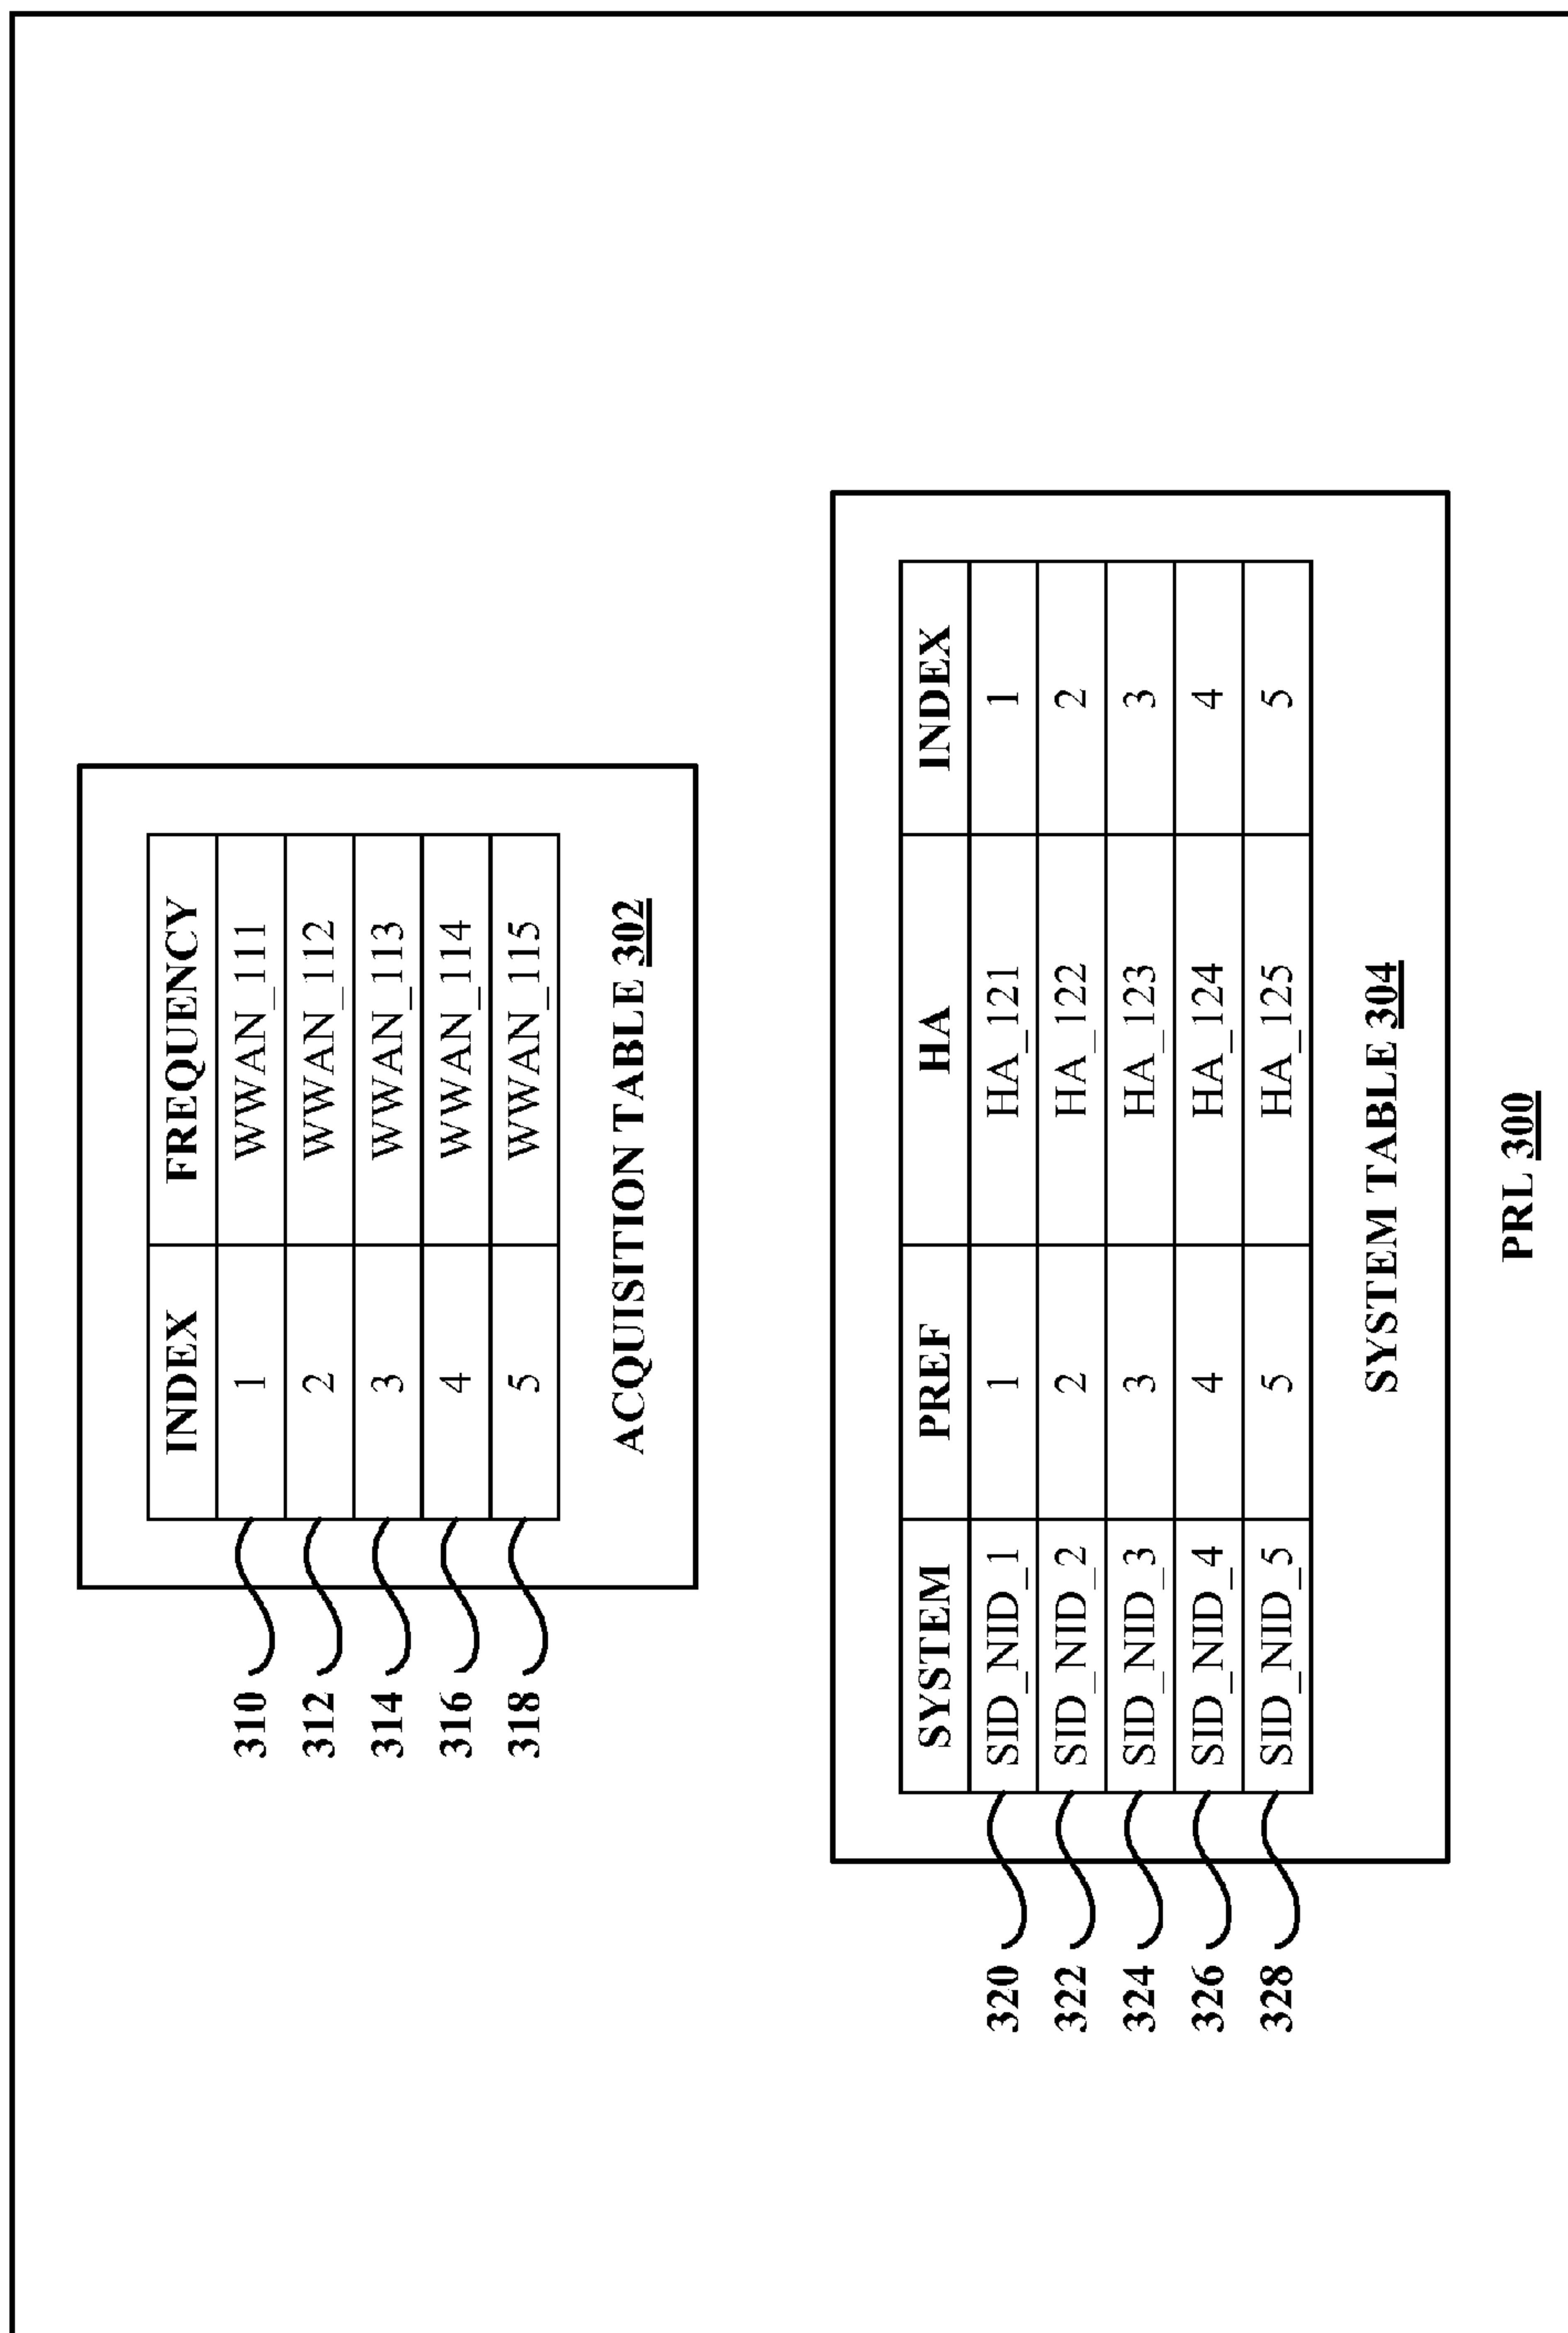 INDEX FREQUENCY
310 1 WWAN_111
312 2 WWAN_112
314 3 WWAN_113
316 4 WWAN_114
318 5 WWAN_115
ACQUISITION TABLE 302
SYSTEM PREF HA INDEX
320 SID_NID_1 1 HA_121 1
322 SID_NID_2 2 HA_122 2
324 SID_NID_3 3 HA_123 3
326 SID_NID_4 4 HA_124 4
328 SID_NID_5 5 HA_125 5
SYSTEM TABLE 304
PRL 300